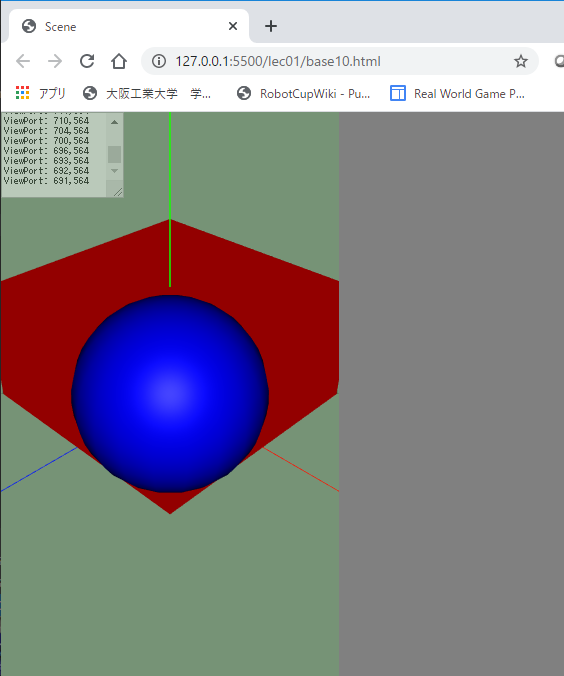 Scene
127.0.0.1:5500/lec01/base10.html
アプリ 大阪工業大学 学... RobotCupWiki - Pu... Real World Game P...
ViewPort: 710,564
ViewPort: 704,564
ViewPort: 700,564
ViewPort: 696,564
ViewPort: 693,564
ViewPort: 692,564
ViewPort: 691,564